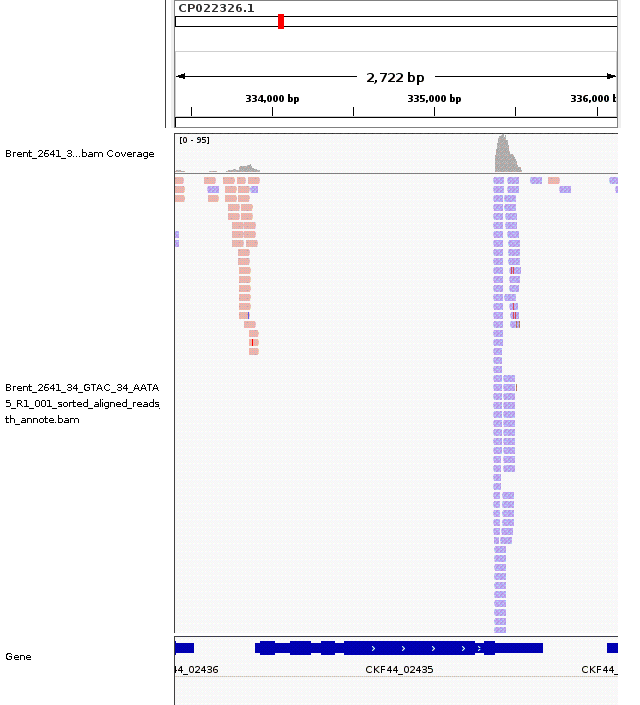 CP022326.1
2,722 bp
334,000 bp 335,000 bp 336,000 b
[0 - 95]
Brent_2641_3...bam Coverage
Brent_2641_34_GTAC_34_AATA
5_R1_001_sorted_aligned_reads_
th_annote.bam
Gene
44_02436 CKF44_02435 CKF44_